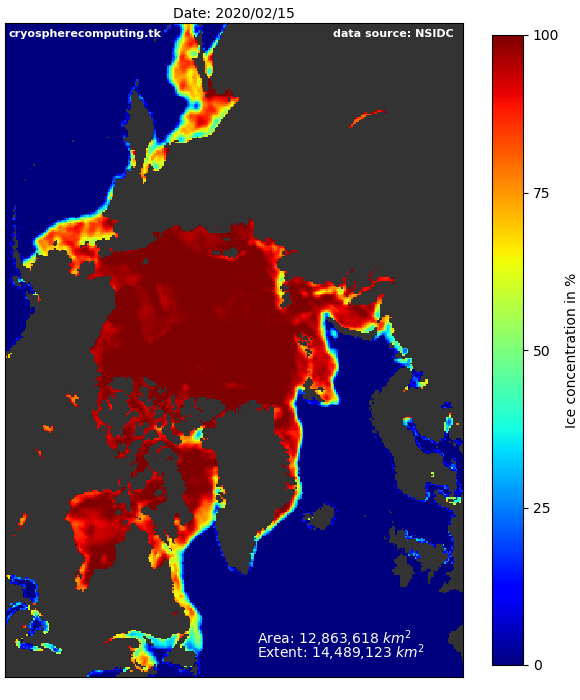 Date: 2020/02/15
cryospherecomputing.tk
data source: NSIDC
100
75
50
25
0
Ice concentration in %
Area: 12,863,618 km²
Extent: 14,489,123 km²